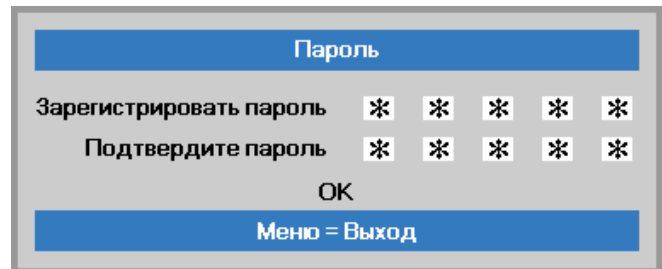 Пароль
Зарегистрировать пароль * * * * *
Подтвердите пароль * * * * *
OK
Меню = Выход